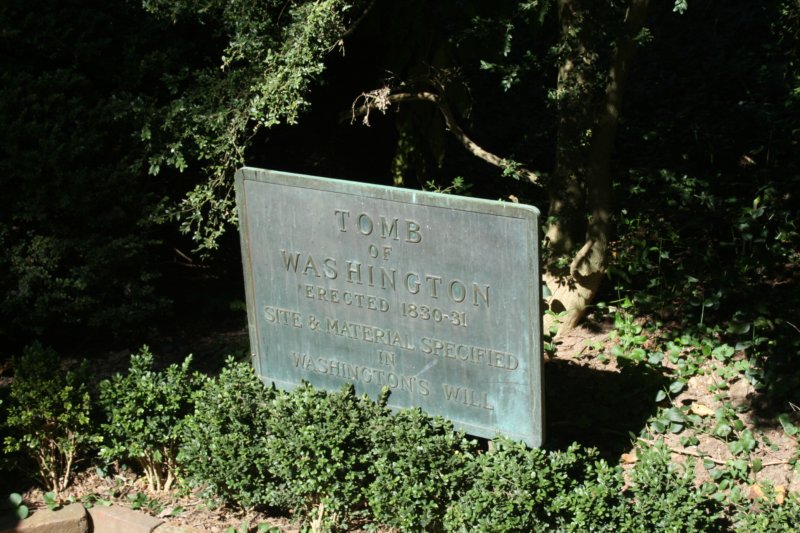 TOMB
OF
WASHINGTON
ERECTED 1830-31
SITE & MATERIAL SPECIFIED
IN
WASHINGTON'S WILL